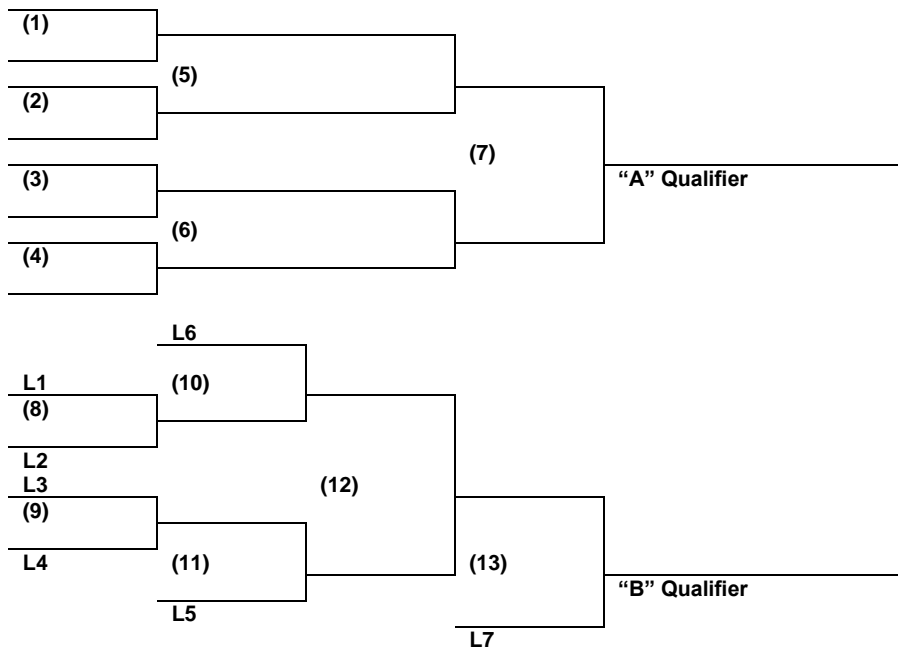 (1)
(5)
(2)
(7)
(3)
“A” Qualifier
(6)
(4)
L6
L1
(10)
(8)
L2
L3
(12)
(9)
L4
(11)
(13)
“B” Qualifier
L5
L7